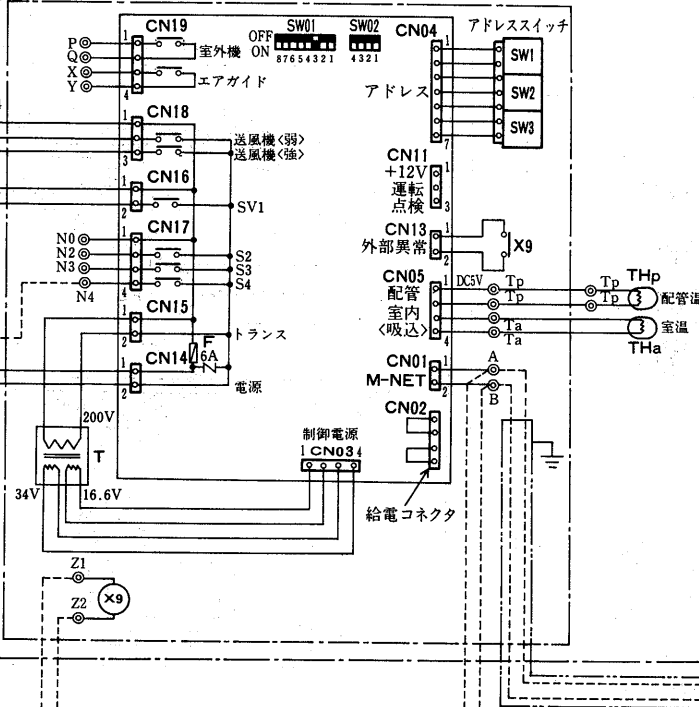 CN19
SW01
SW02
CN04
アドレススイッチ
P
Q
X
Y
1
4
室外機
エアガイド
OFF
ON
87654321
4321
アドレス
1
7
SW1
SW2
SW3
CN18
1
3
送風機<弱>
送風機<強>
CN11
+12V
運転
点検
1
3
CN16
1
2
SV1
CN17
N0
N2
N3
N4
1
4
S2
S3
S4
CN13
外部異常
1
2
X9
CN05
配管
室内
<吸込>
1
4
DC5V
Tp
Tp
Ta
Ta
Tp
Tp
THp
配管温
室温
THa
CN15
1
2
トランス
F
6A
CN14
1
2
電源
CN01
M-NET
1
2
A
B
CN02
給電コネクタ
200V
T
34V
16.6V
制御電源
1 CN03 4
Z1
Z2
X9